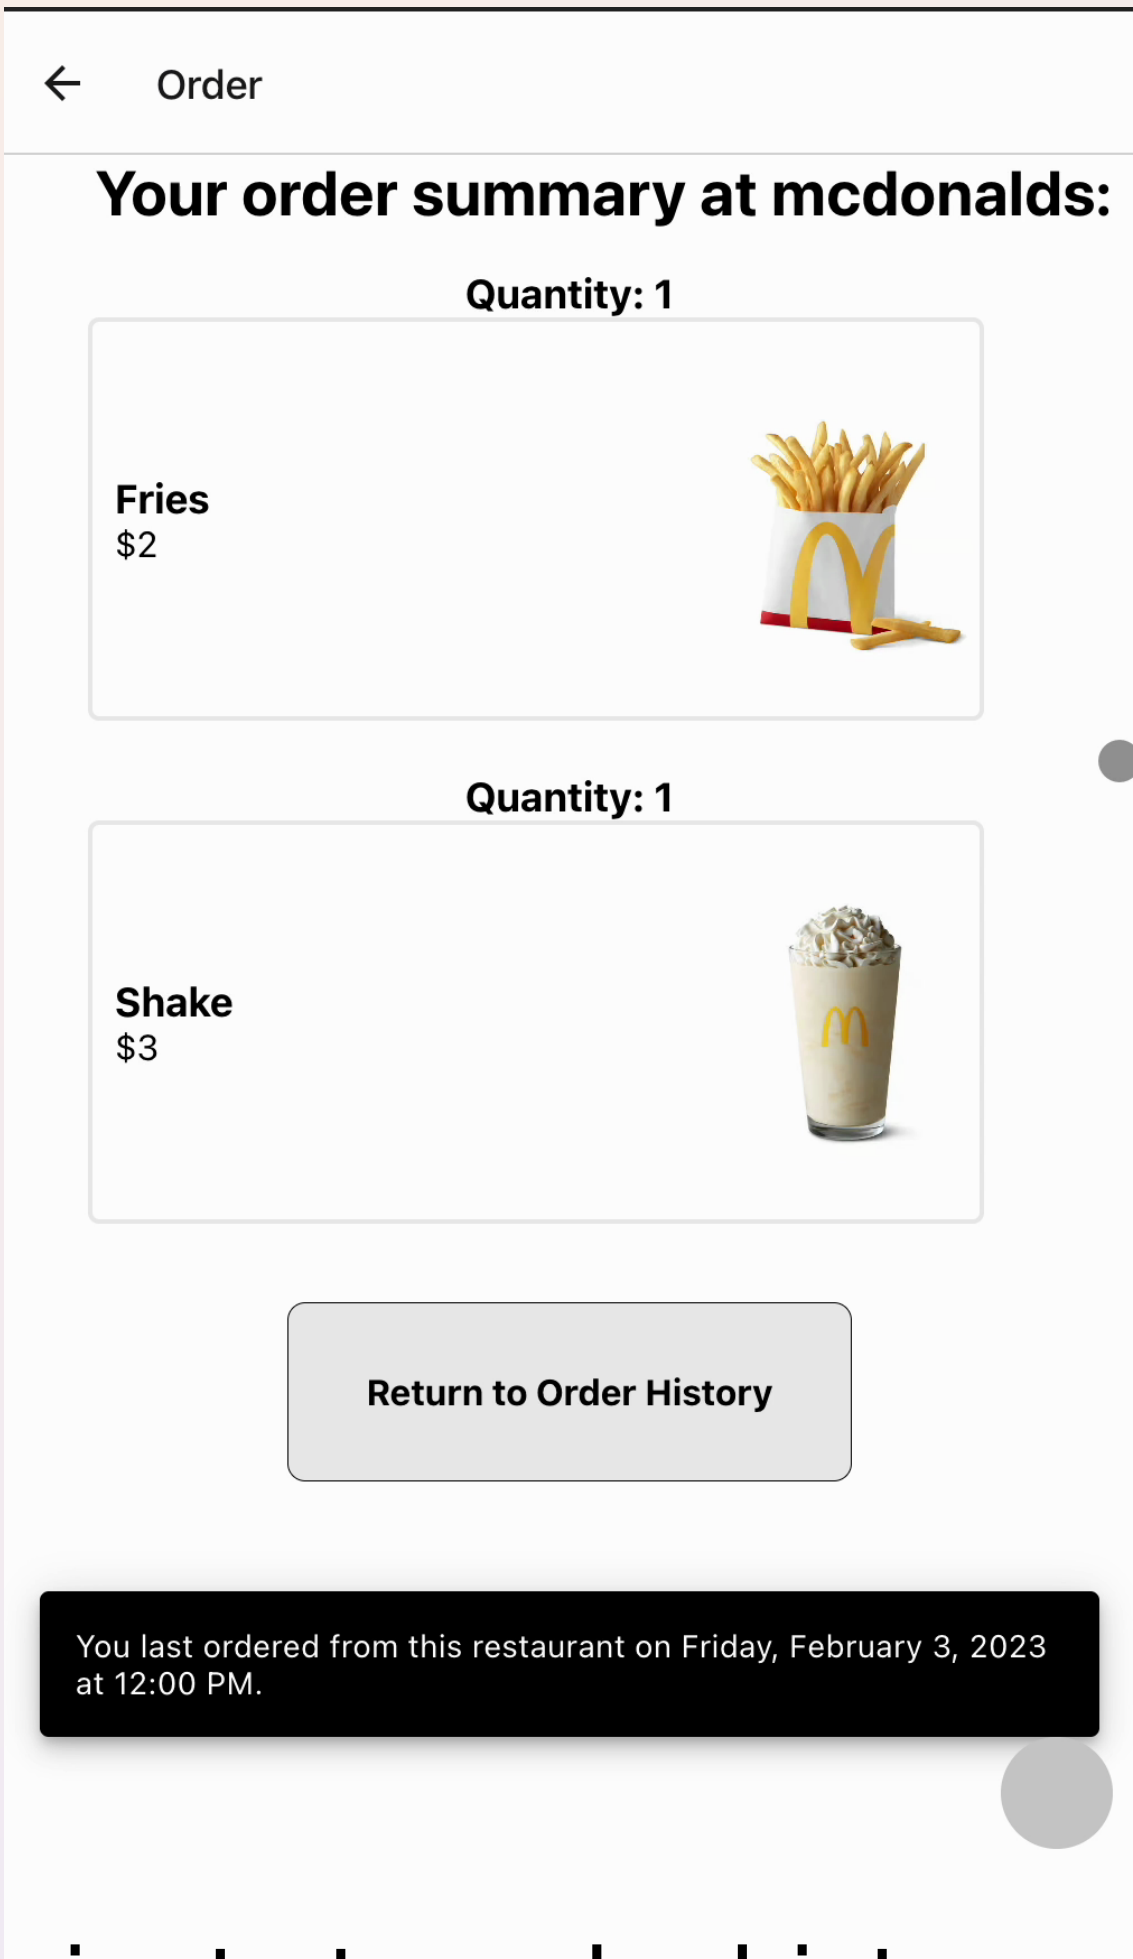 Order
Your order summary at mcdonalds:
Quantity: 1
Fries
$2
Quantity: 1
Shake
$3
Return to Order History
You last ordered from this restaurant on Friday, February 3, 2023
at 12:00 PM.